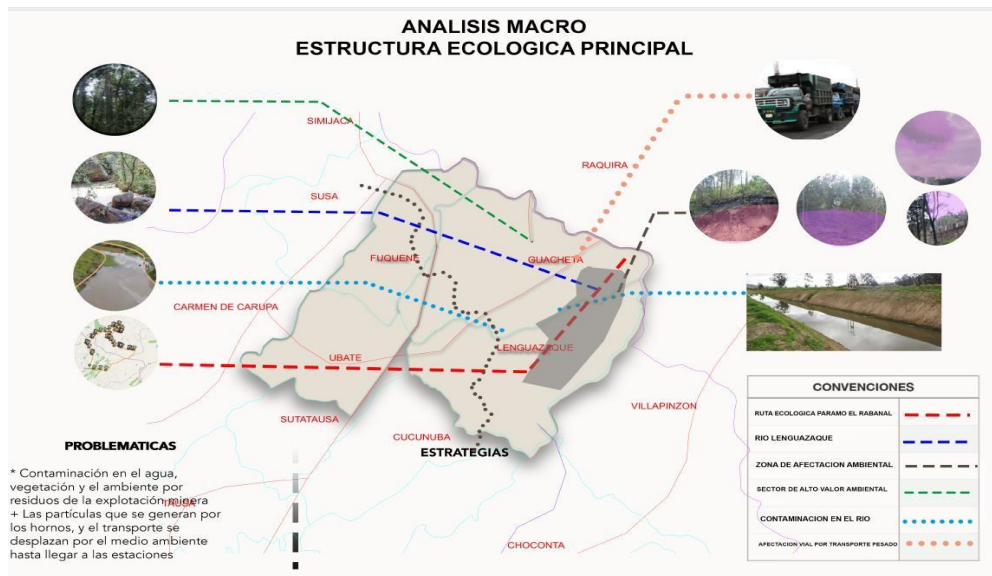 ANALISIS MACRO
ESTRUCTURA ECOLOGICA PRINCIPAL
SIMIJACA
RAQUIRA
SUSA
FUQUENE
GUACHETA
CARMEN DE CARUPA
LENGUAZAQUE
UBATE
SUTATAUSA
VILLAPINZON
CUCUNUBA
ESTRATEGIAS
TAUSA
CHOCONTA
PROBLEMATICAS
* Contaminación en el agua,
vegetación y el ambiente por
residuos de la explotación minera
+ Las partículas que se generan por
los hornos, y el transporte se
desplazan por el medio ambiente
hasta llegar a las estaciones
CONVENCIONES
RUTA ECOLOGICA PARAMO EL RABANAL
RIO LENGUAZAQUE
ZONA DE AFECTACION AMBIENTAL
SECTOR DE ALTO VALOR AMBIENTAL
CONTAMINACION EN EL RIO
AFECTACION VIAL POR TRANSPORTE PESADO